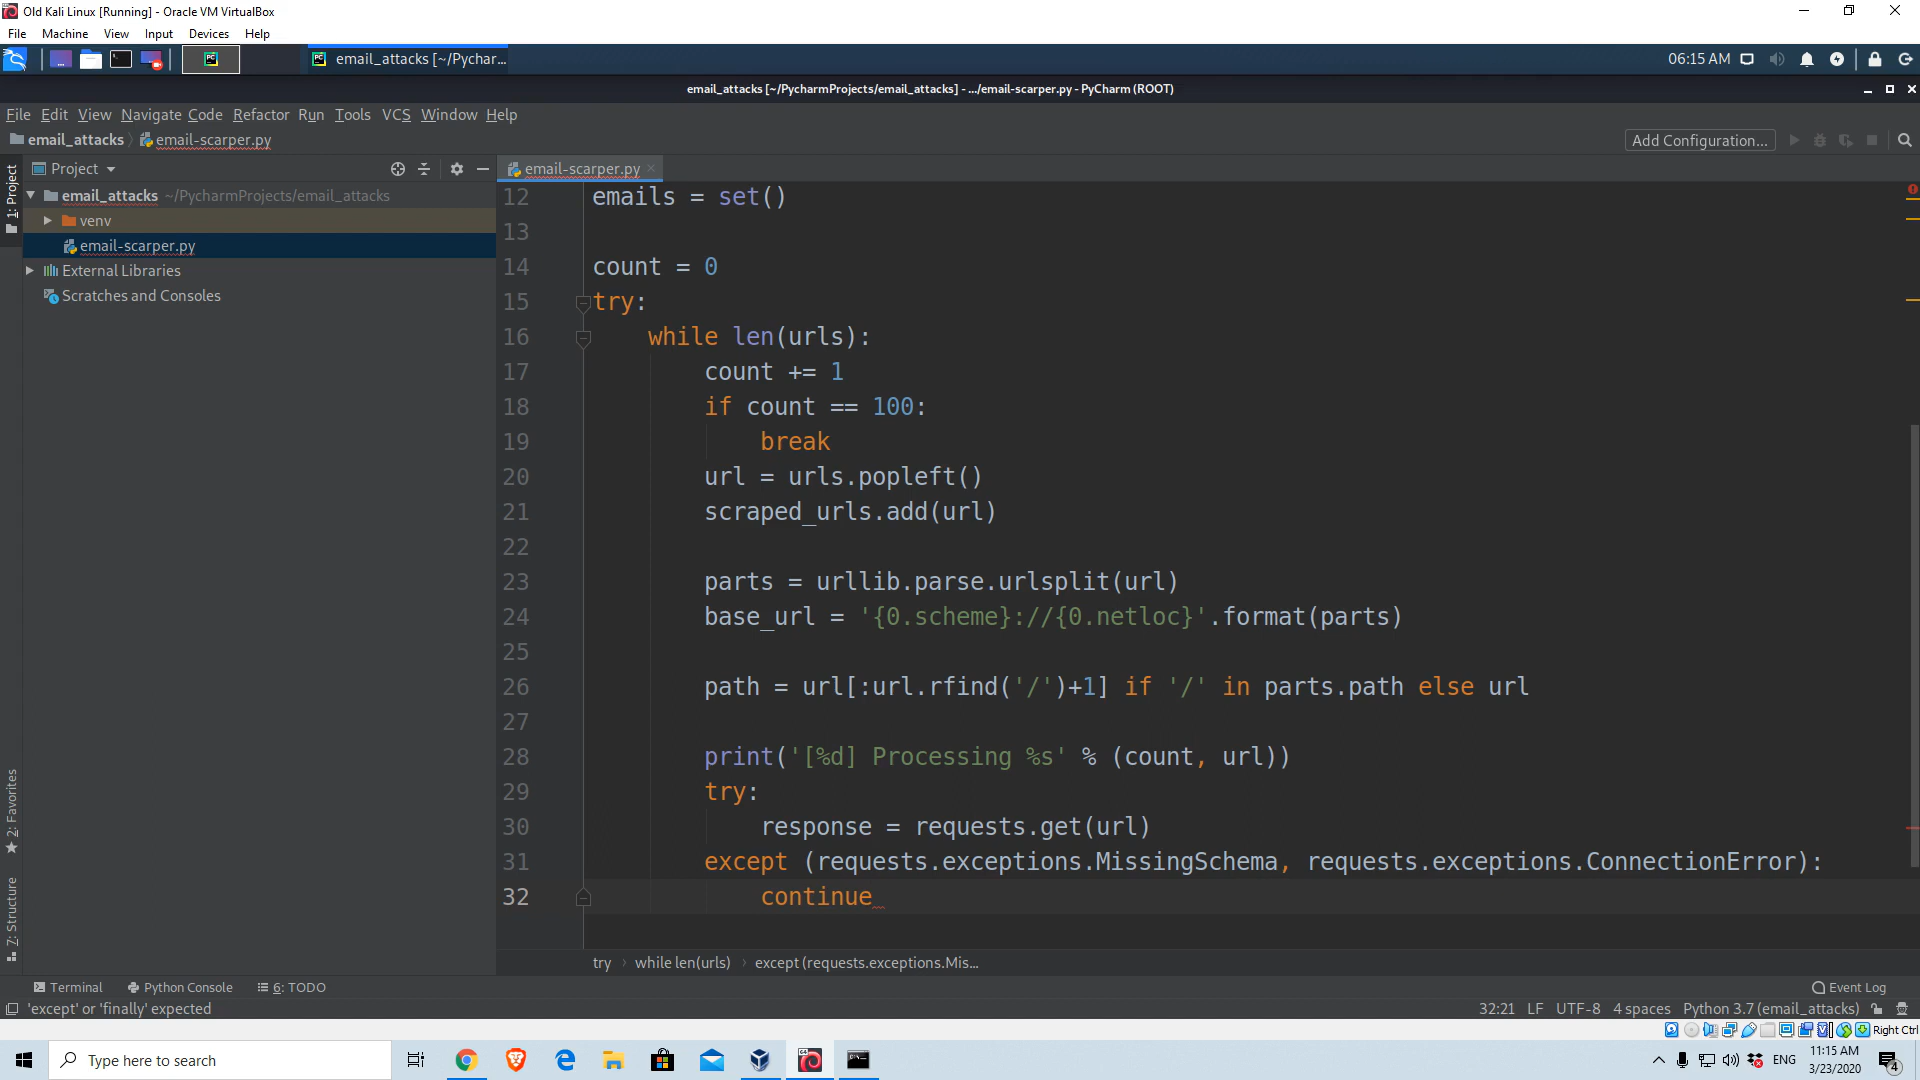 Old Kali Linux [Running] - Oracle VM VirtualBox
File Machine View Input Devices Help
email_attacks [~/Pychar... 06:15 AM
email_attacks [~/PycharmProjects/email_attacks] - .../email-scarper.py - PyCharm (ROOT)
File Edit View Navigate Code Refactor Run Tools VCS Window Help
email_attacks email-scarper.py Add Configuration...
1: Project
Project
email_attacks ~/PycharmProjects/email_attacks
venv
email-scarper.py
External Libraries
Scratches and Consoles
2: Favorites
7: Structure
email-scarper.py
12 emails = set()
13
14 count = 0
15 try:
16 while len(urls):
17 count += 1
18 if count == 100:
19 break
20 url = urls.popleft()
21 scraped_urls.add(url)
22
23 parts = urllib.parse.urlsplit(url)
24 base_url = '{0.scheme}://{0.netloc}'.format(parts)
25
26 path = url[:url.rfind('/')+1] if '/' in parts.path else url
27
28 print('[%d] Processing %s' % (count, url))
29 try:
30 response = requests.get(url)
31 except (requests.exceptions.MissingSchema, requests.exceptions.ConnectionError):
32 continue
try while len(urls) except (requests.exceptions.Mis...
Terminal Python Console 6: TODO Event Log
'except' or 'finally' expected 32:21 LF UTF-8 4 spaces Python 3.7 (email_attacks)
Right Ctrl
Type here to search ENG 11:15 AM
3/23/2020
4